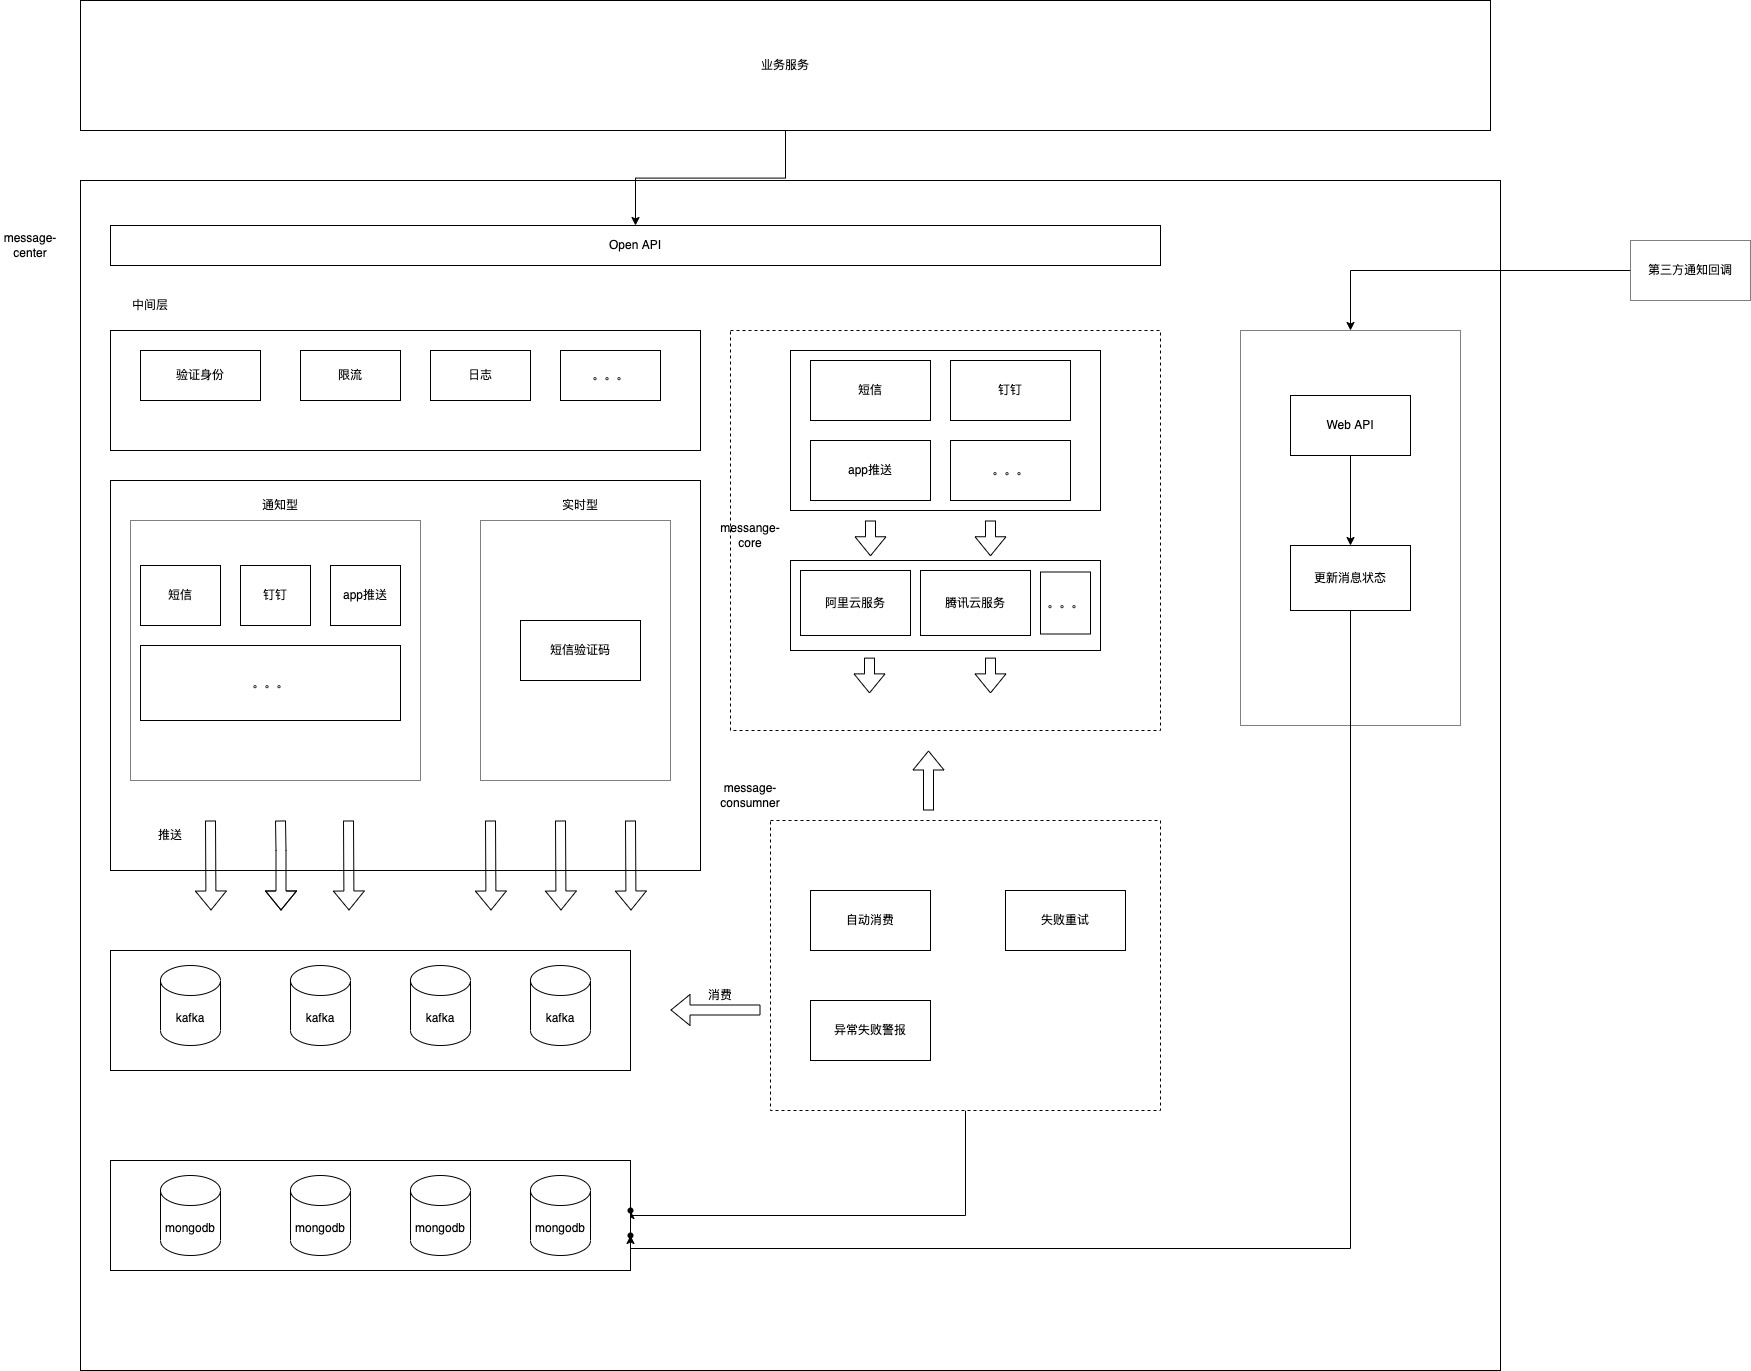 业务服务
message-
center
Open API
第三方通知回调
中间层
验证身份
限流
日志
。。。
短信
钉钉
app推送
。。。
Web API
通知型
实时型
messange-
core
短信
钉钉
app推送
短信验证码
。。。
阿里云服务
腾讯云服务
。。。
更新消息状态
message-
consumner
推送
自动消费
失败重试
消费
异常失败警报
kafka
kafka
kafka
kafka
mongodb
mongodb
mongodb
mongodb